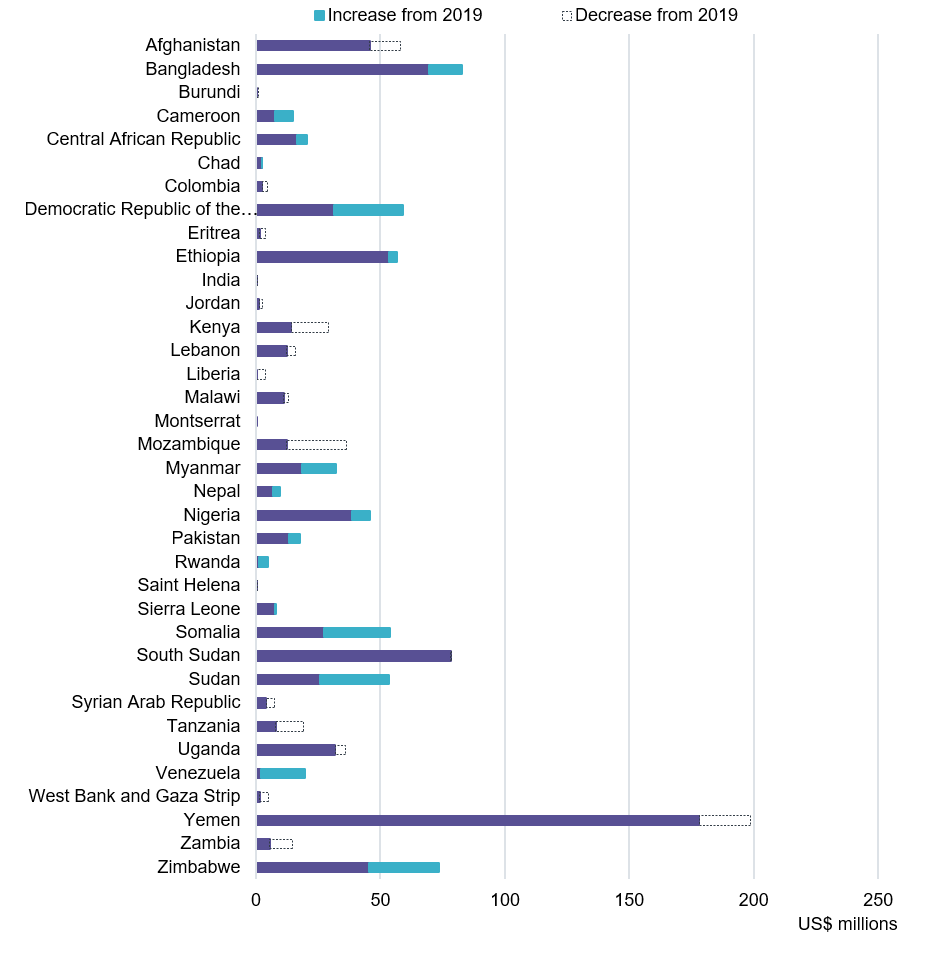 Increase from 2019
Decrease from 2019
Afghanistan
Bangladesh
Burundi
Cameroon
Central African Republic
Chad
Colombia
Democratic Republic of the…
Eritrea
Ethiopia
India
Jordan
Kenya
Lebanon
Liberia
Malawi
Montserrat
Mozambique
Myanmar
Nepal
Nigeria
Pakistan
Rwanda
Saint Helena
Sierra Leone
Somalia
South Sudan
Sudan
Syrian Arab Republic
Tanzania
Uganda
Venezuela
West Bank and Gaza Strip
Yemen
Zambia
Zimbabwe
0 50 100 150 200 250
US$ millions